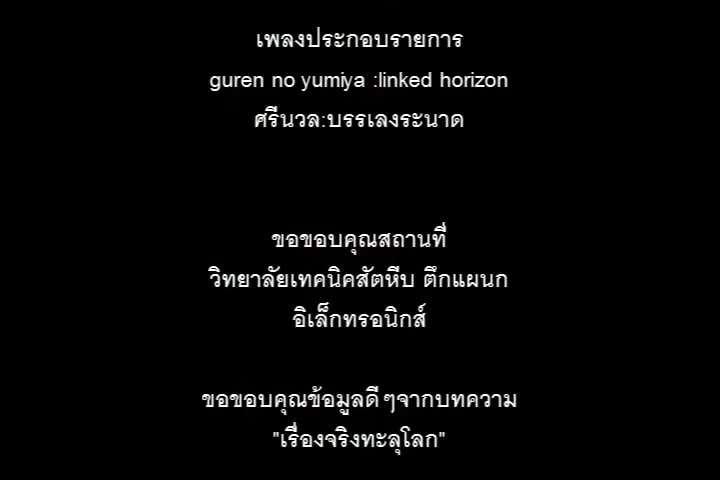 เพลงประกอบรายการ
guren no yumiya :linked horizon
ศรีนวล:บรรเลงระนาด
ขอขอบคุณสถานที่
วิทยาลัยเทคนิคสัตหีบ ตึกแผนก
อิเล็กทรอนิกส์
ขอขอบคุณข้อมูลดีๆจากบทความ
"เรื่องจริงทะลุโลก"